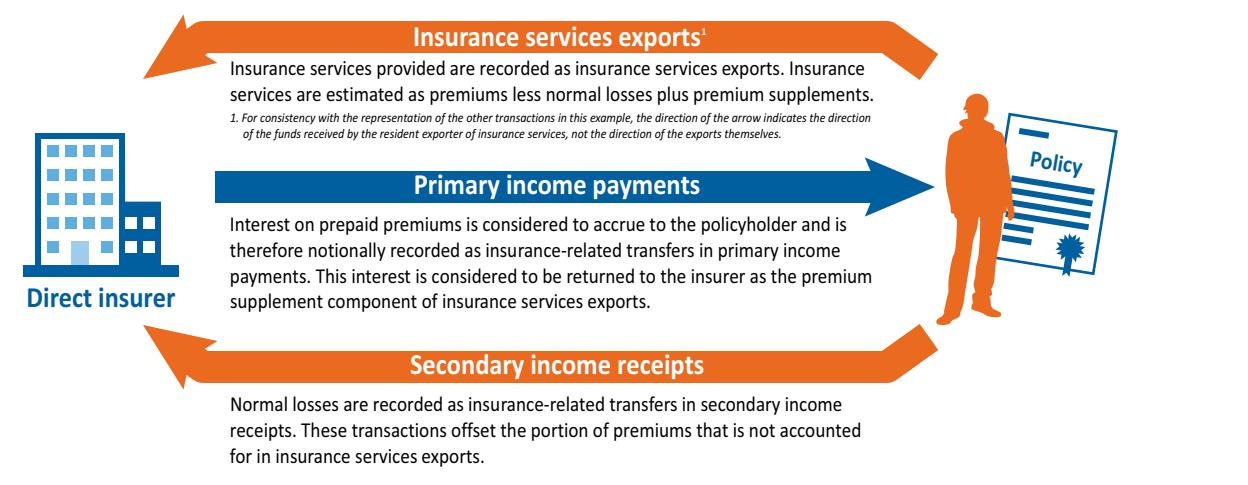 Insurance services exports¹
Insurance services provided are recorded as insurance services exports. Insurance
services are estimated as premiums less normal losses plus premium supplements.
1. For consistency with the representation of the other transactions in this example, the direction of the arrow indicates the direction
of the funds received by the resident exporter of insurance services, not the direction of the exports themselves.
Policy
Primary income payments
Interest on prepaid premiums is considered to accrue to the policyholder and is
therefore notionally recorded as insurance-related transfers in primary income
payments. This interest is considered to be returned to the insurer as the premium
supplement component of insurance services exports.
Direct insurer
Secondary income receipts
Normal losses are recorded as insurance-related transfers in secondary income
receipts. These transactions offset the portion of premiums that is not accounted
for in insurance services exports.